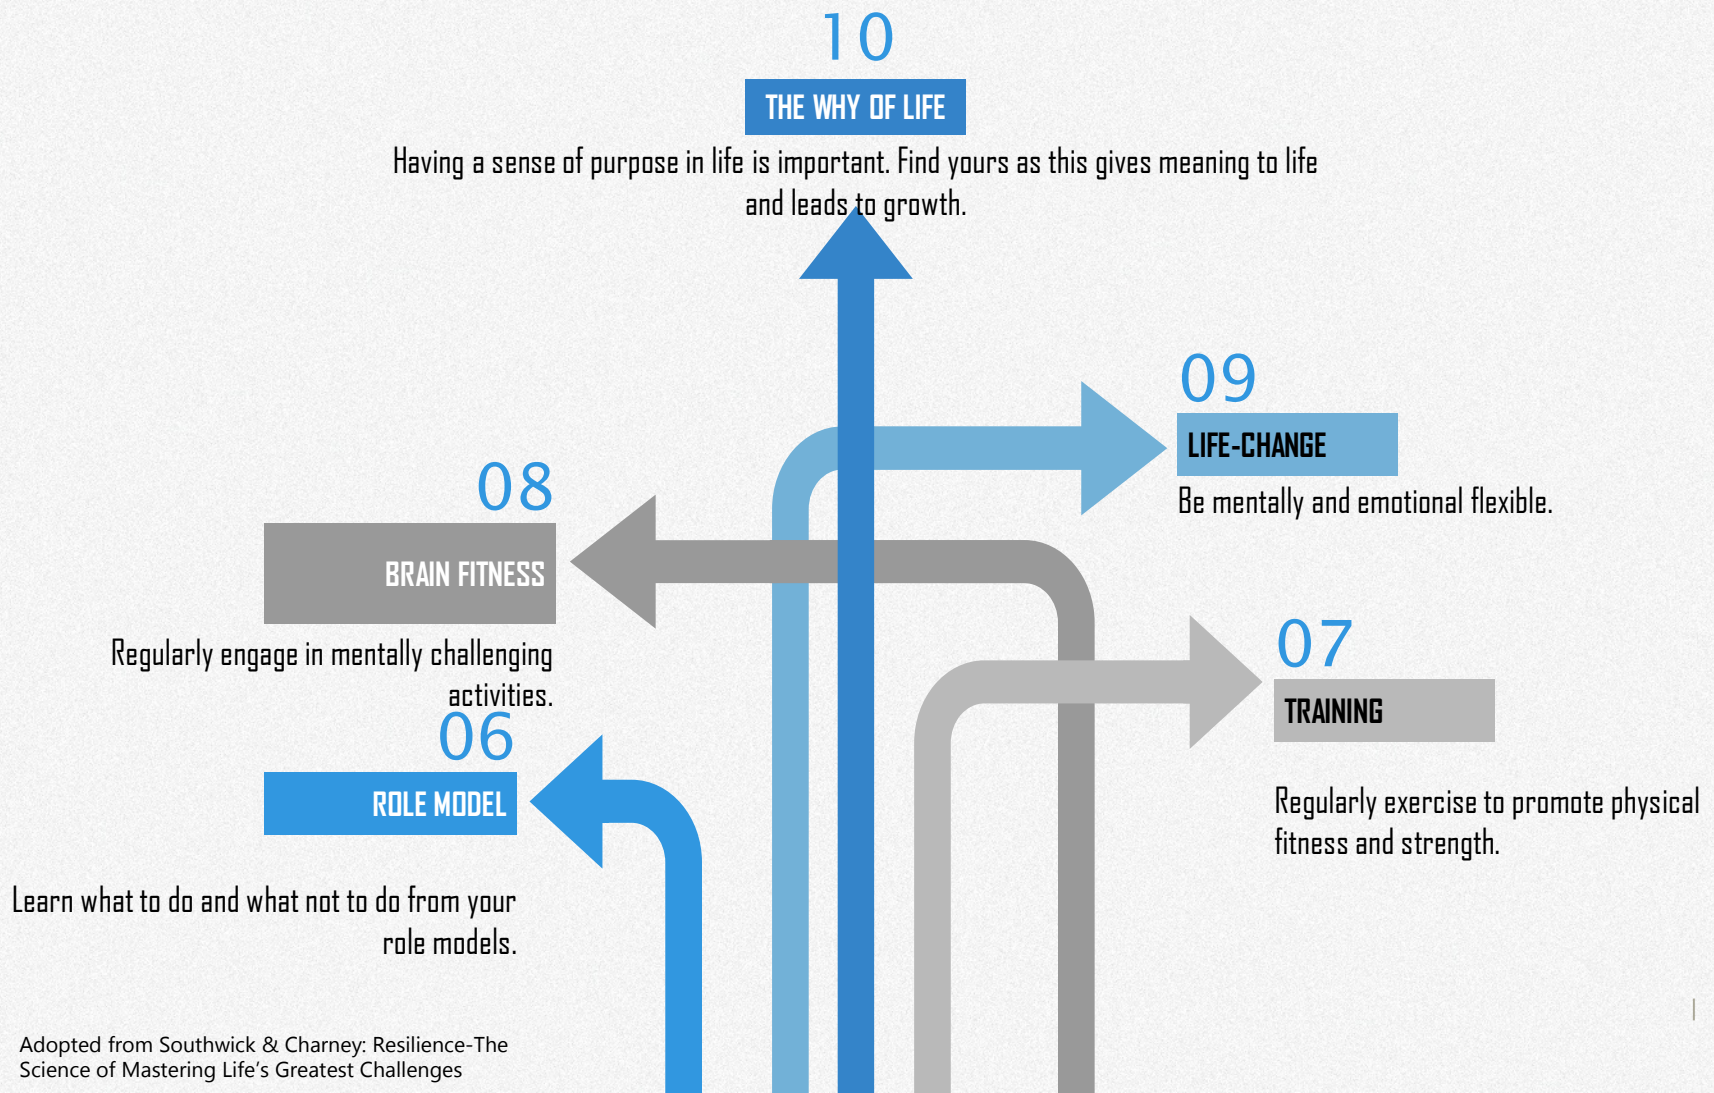 10
THE WHY OF LIFE
Having a sense of purpose in life is important. Find yours as this gives meaning to life
and leads to growth.
09
LIFE-CHANGE
Be mentally and emotional flexible.
08
BRAIN FITNESS
Regularly engage in mentally challenging
activities.
07
TRAINING
Regularly exercise to promote physical
fitness and strength.
06
ROLE MODEL
Learn what to do and what not to do from your
role models.
Adopted from Southwick & Charney: Resilience-The
Science of Mastering Life's Greatest Challenges